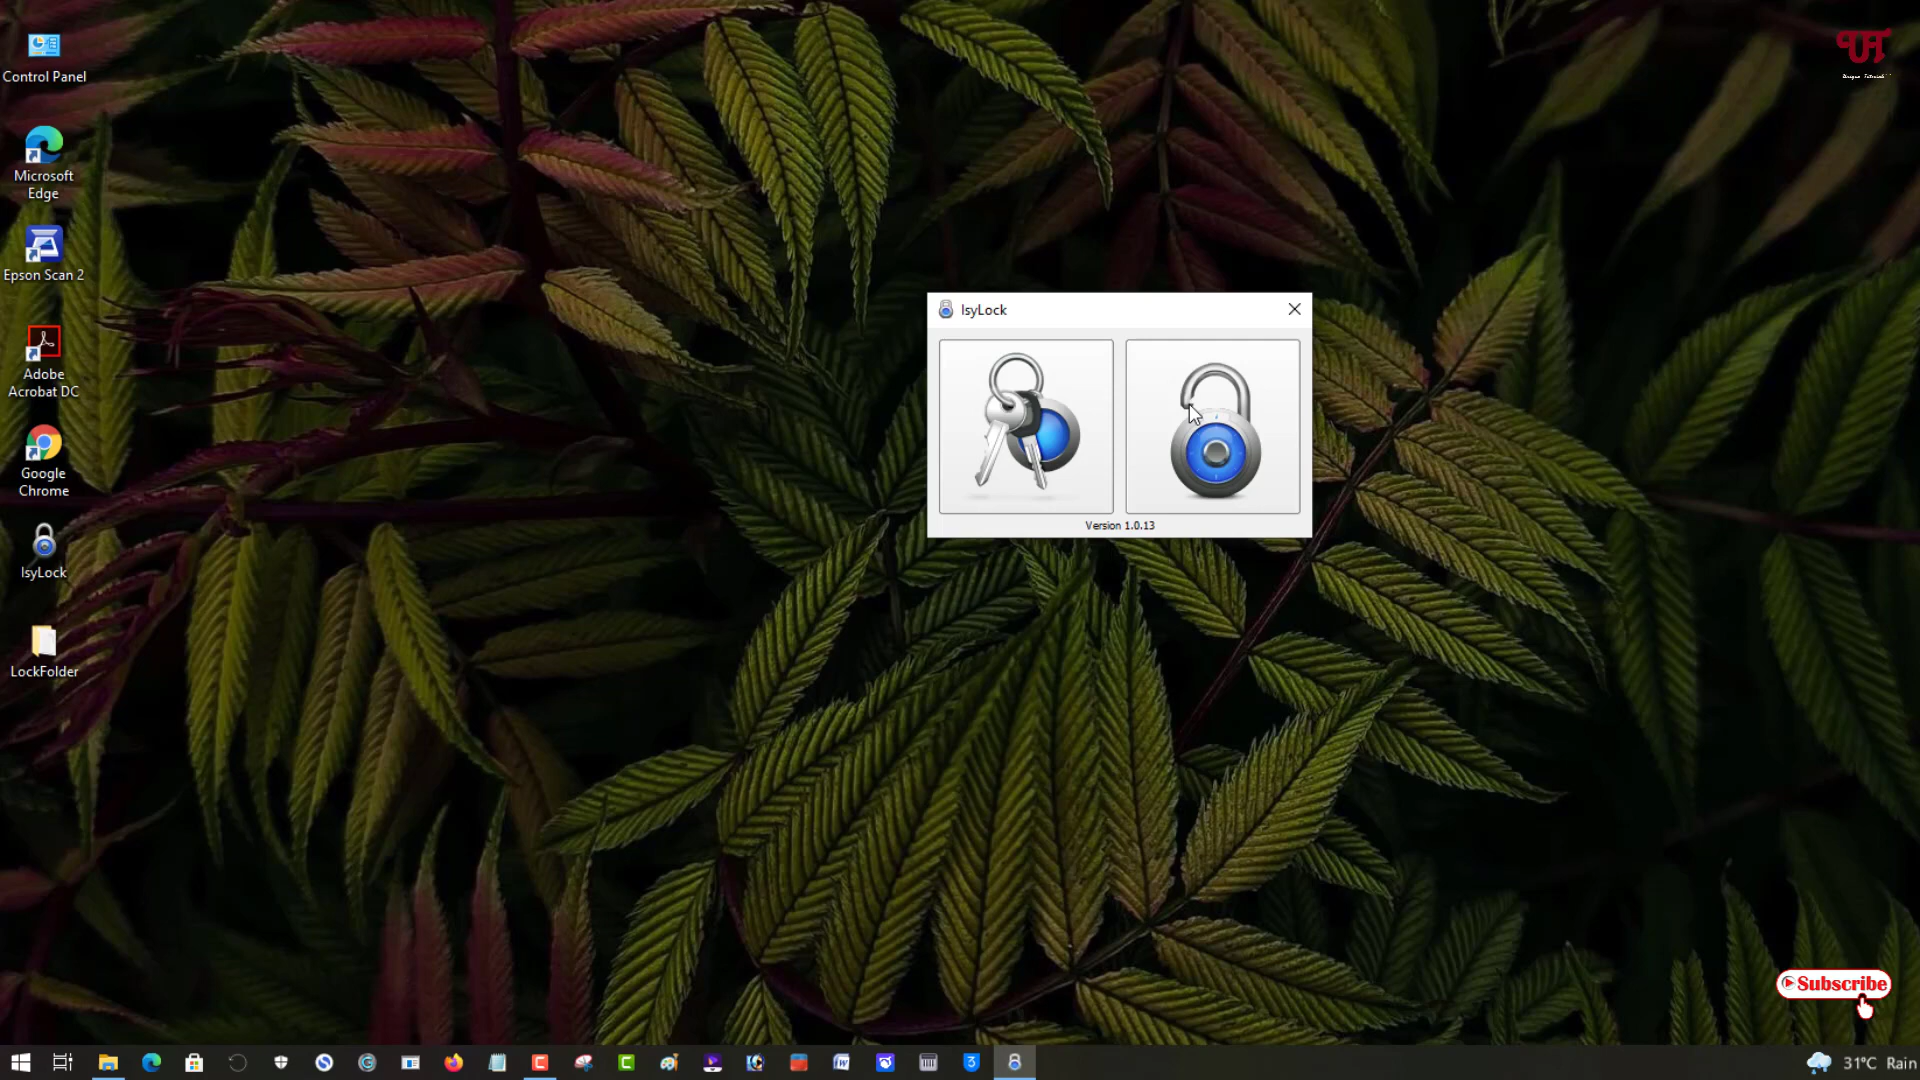 Control Panel
Microsoft
Edge
Epson Scan 2
Adobe
Acrobat DC
Google
Chrome
IsyLock
LockFolder
IsyLock
Version 1.0.13
Subscribe
31°C Rain